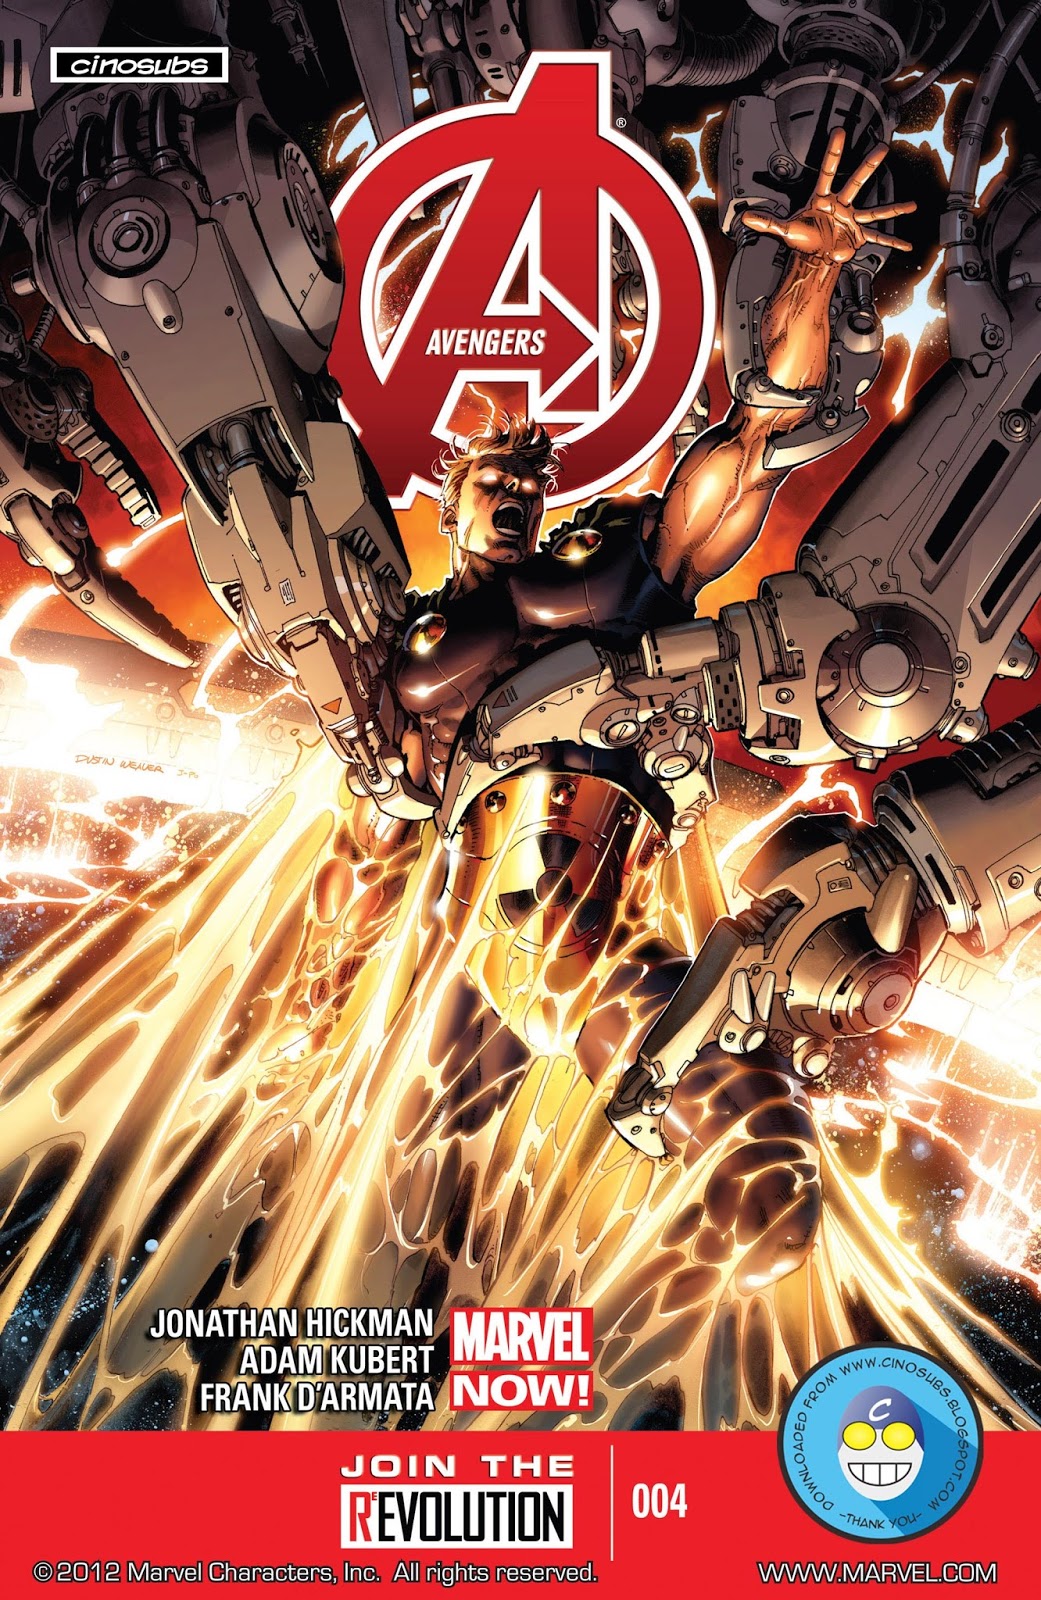 cinosubs
®
AVENGERS
DUSTIN WEAVER J-Po
JONATHAN HICKMAN
ADAM KUBERT
FRANK D'ARMATA
MARVEL
NOW!
JOIN THE
REVOLUTION
004
DOWNLOADED FROM WWW.CINOSUBS.BLOGSPOT.COM
C
-THANK YOU-
© 2012 Marvel Characters, Inc. All rights reserved.
WWW.MARVEL.COM